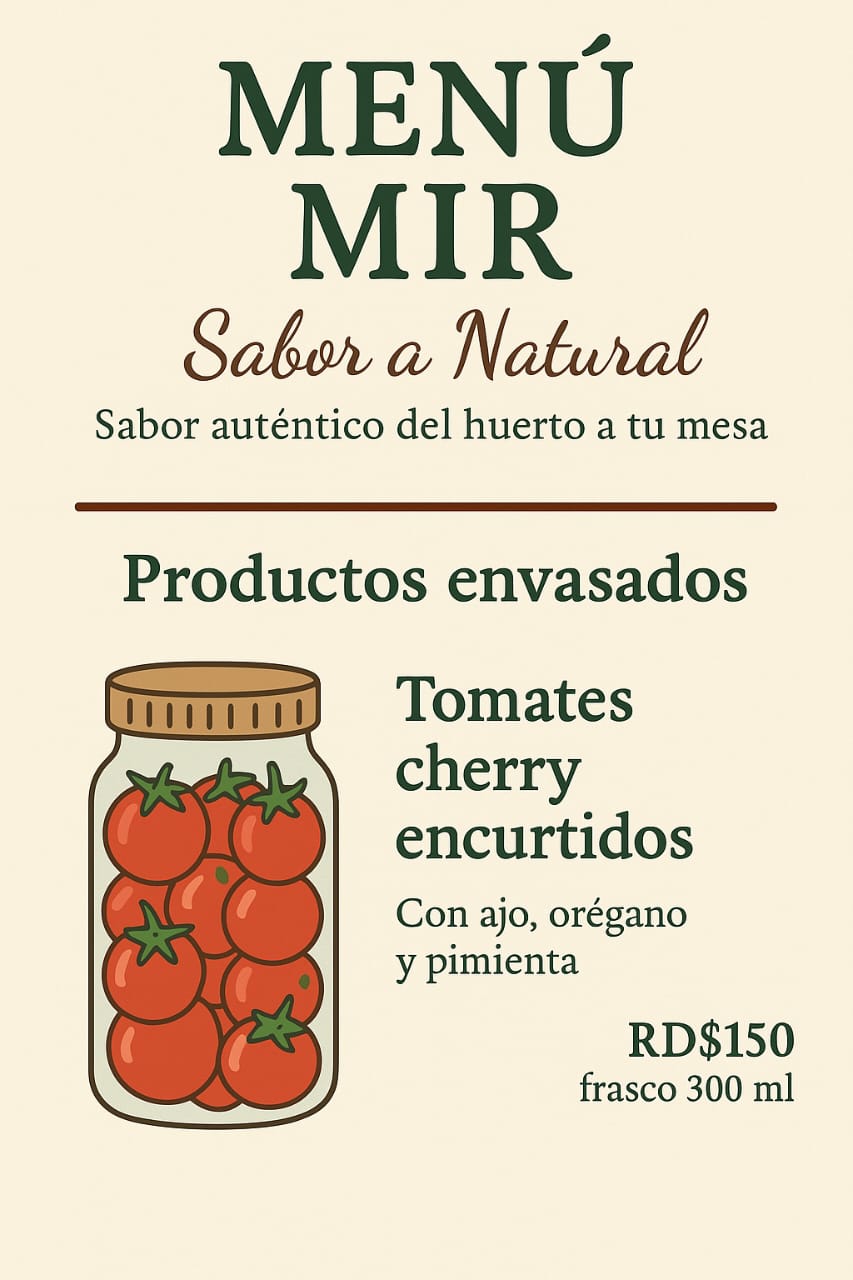 MENÚ
MIR
Sabor a Natural
Sabor auténtico del huerto a tu mesa
Productos envasados
Tomates
cherry
encurtidos
Con ajo, orégano
y pimienta
RD$150
frasco 300 ml